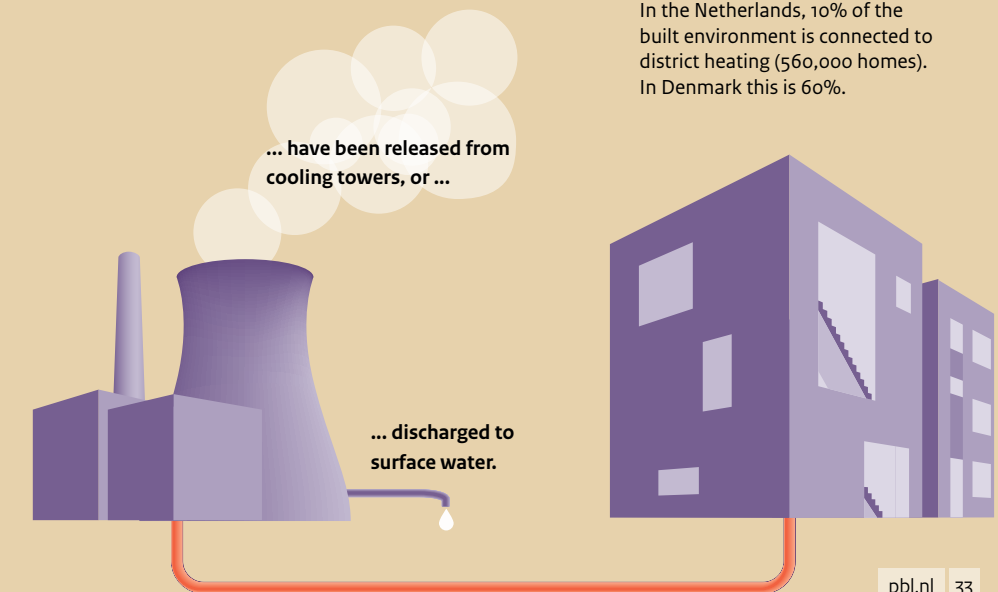 In the Netherlands, 10% of the
built environment is connected to
district heating (560,000 homes).
In Denmark this is 60%.
... have been released from
cooling towers, or ...
... discharged to
surface water.
pbl.nl 33